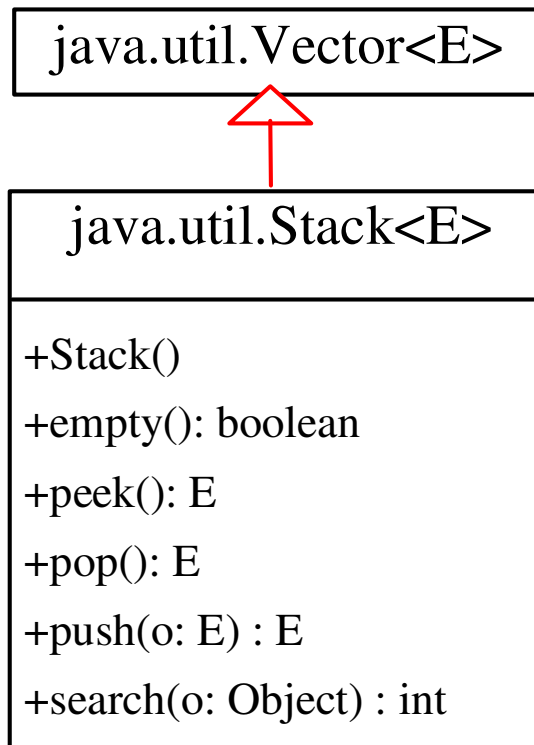 java.util.Vector<E>
java.util.Stack<E>
+Stack()
+empty(): boolean
+peek(): E
+pop(): E
+push(o: E) : E
+search(o: Object) : int